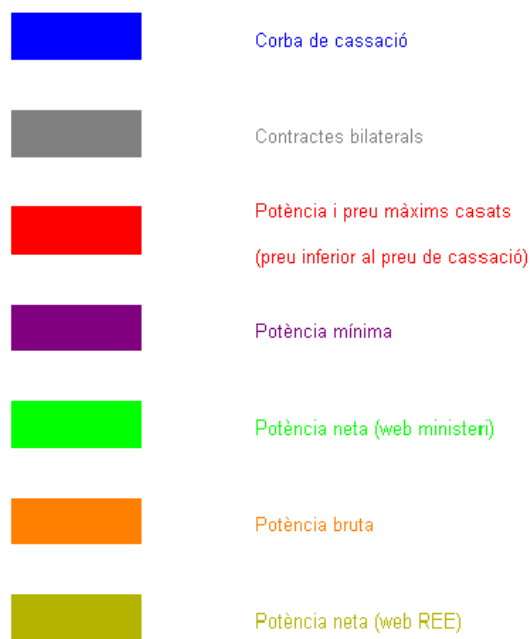 Corba de cassació
Contractes bilaterals
Potència i preu màxims casats
(preu inferior al preu de cassació)
Potència mínima
Potència neta (web ministeri)
Potència bruta
Potència neta (web REE)